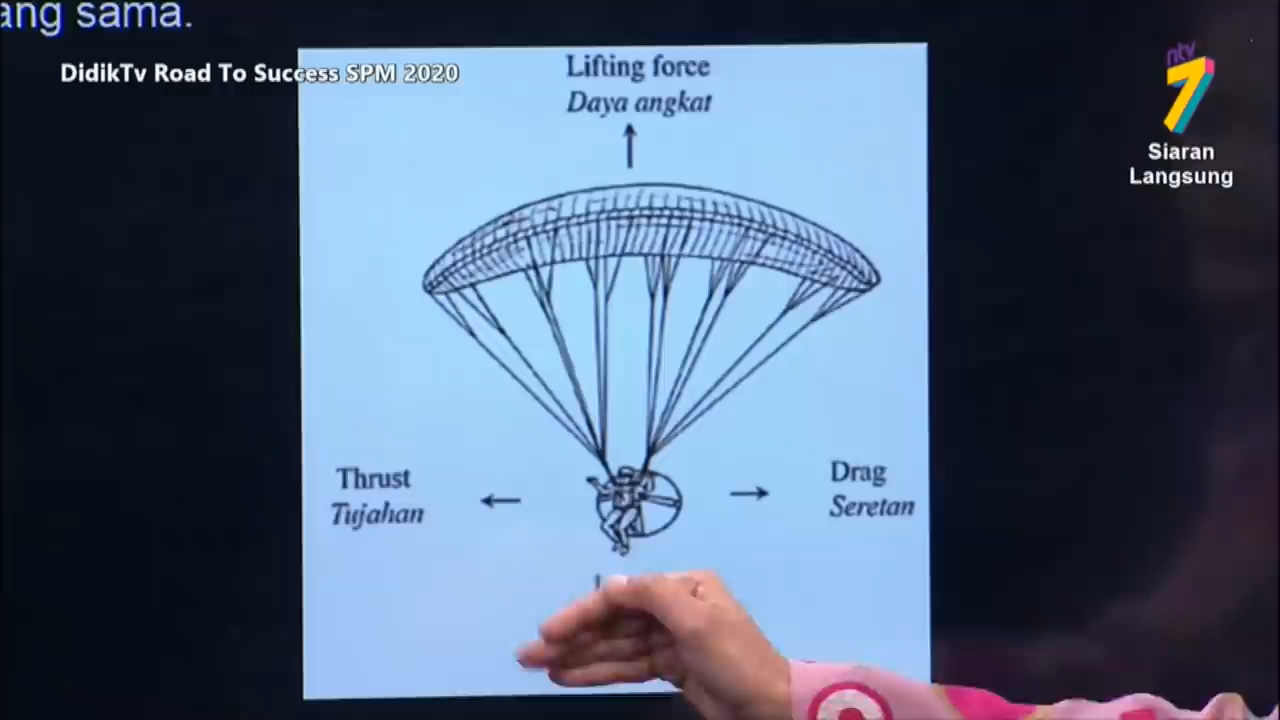 ang sama.
DidikTv Road To Success SPM 2020
Lifting force
Daya angkat
ntv
7
Siaran
Langsung
Thrust
Tujahan
Drag
Seretan